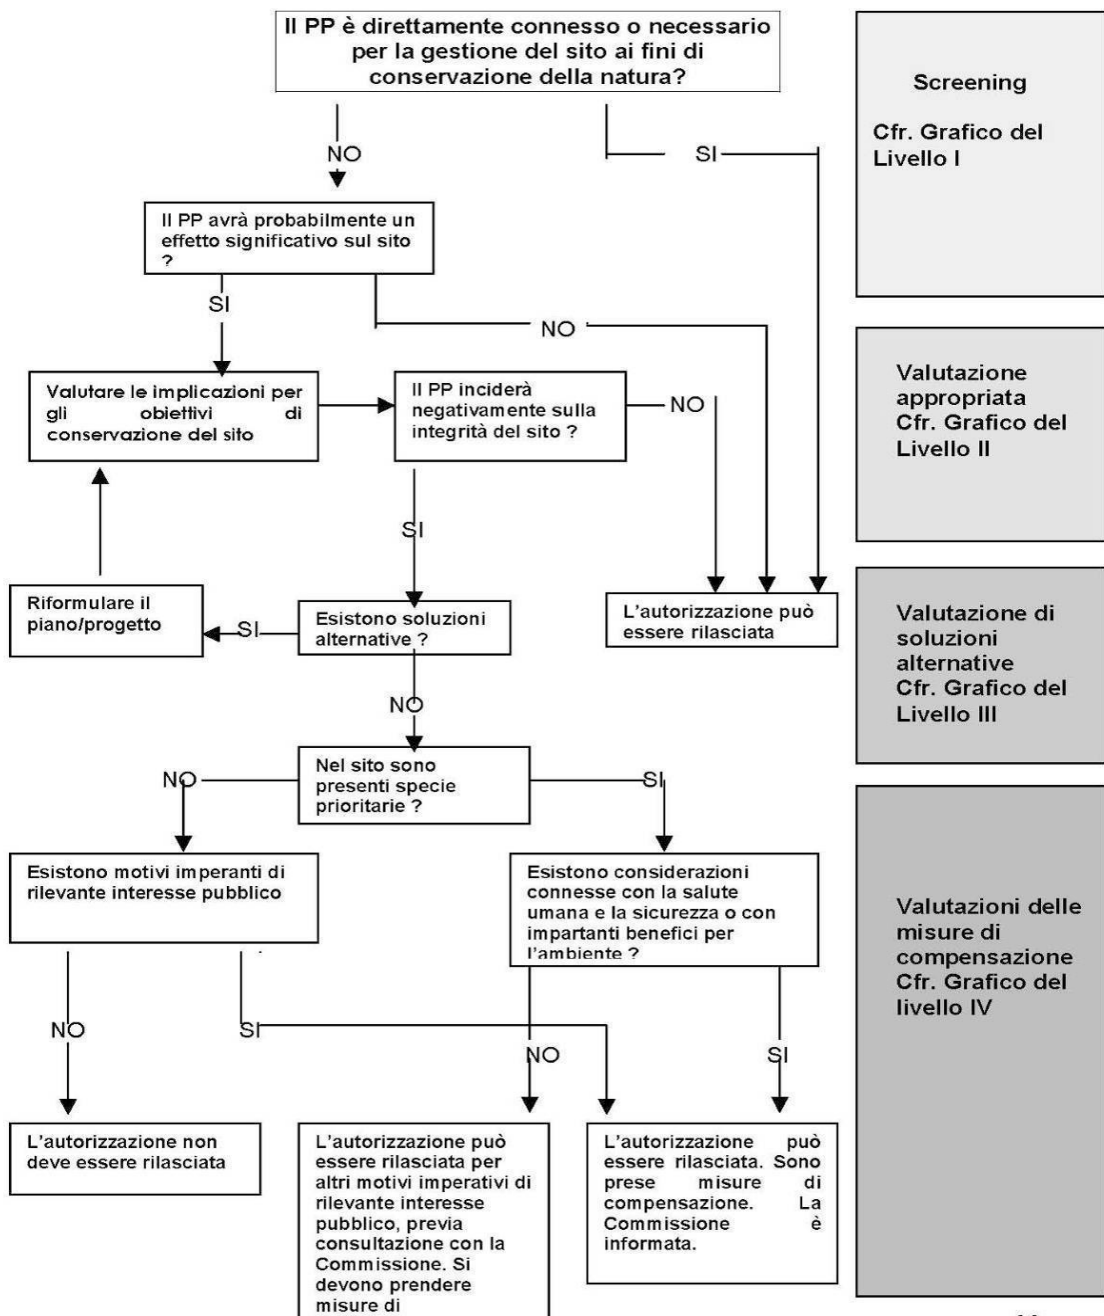 Il PP è direttamente connesso o necessario
per la gestione del sito ai fini di
conservazione della natura?
Screening
Cfr. Grafico del
Livello I
NO
SI
Il PP avrà probabilmente un
effetto significativo sul sito
?
SI
NO
Valutare le implicazioni per
gli obiettivi di
conservazione del sito
Il PP inciderà
negativamente sulla
integrità del sito ?
NO
Valutazione
appropriata
Cfr. Grafico del
Livello II
SI
Riformulare il
piano/progetto
SI
Esistono soluzioni
alternative ?
L'autorizzazione può
essere rilasciata
Valutazione di
soluzioni
alternative
Cfr. Grafico del
Livello III
NO
Nel sito sono
presenti specie
prioritarie ?
NO
SI
Esistono motivi imperanti di
rilevante interesse pubblico
Esistono considerazioni
connesse con la salute
umana e la sicurezza o con
impartanti benefici per
l'ambiente ?
Valutazioni delle
misure di
compensazione
Cfr. Grafico del
livello IV
NO
SI
NO
SI
L'autorizzazione non
deve essere rilasciata
L'autorizzazione può
essere rilasciata per
altri motivi imperativi di
rilevante interesse
pubblico, previa
consultazione con la
Commissione. Si
devono prendere
misure di
L'autorizzazione può
essere rilasciata. Sono
prese misure di
compensazione. La
Commissione è
informata.